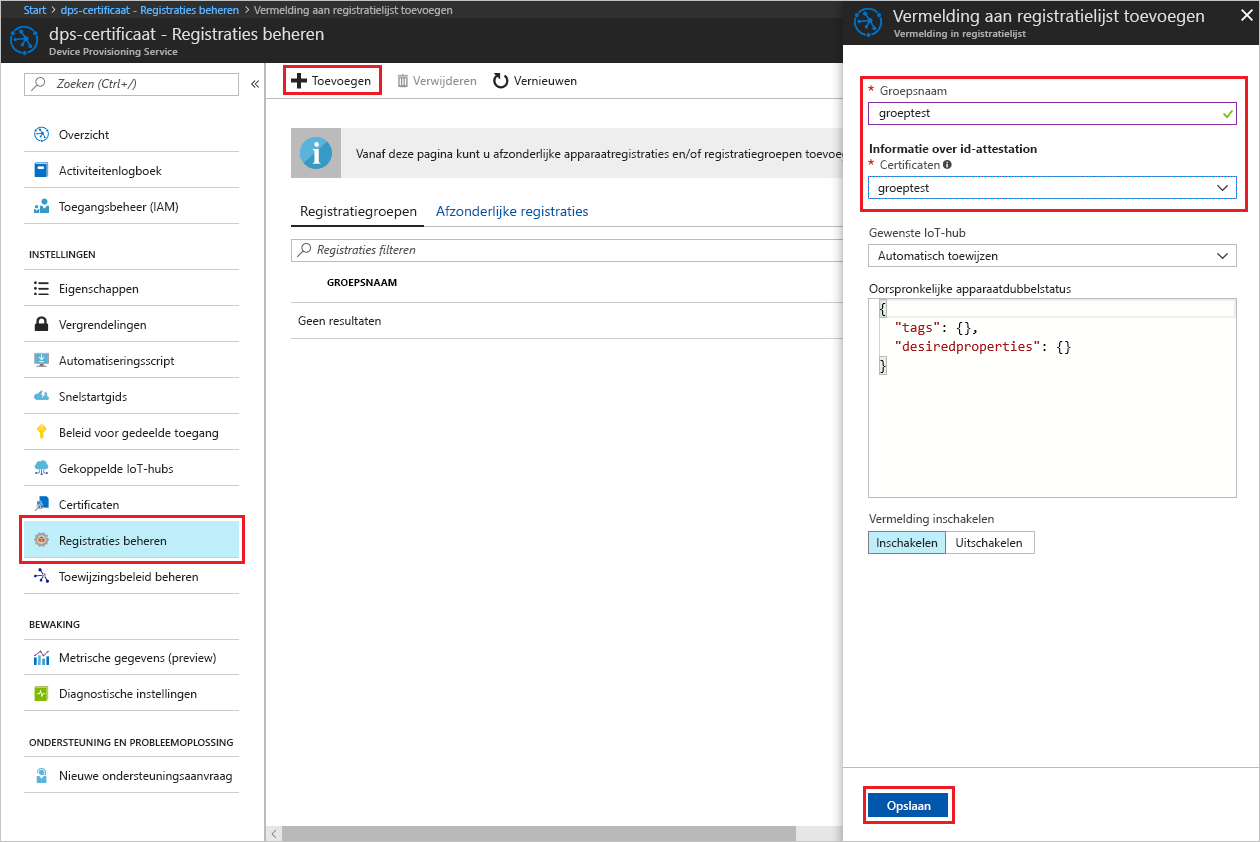 Start > dps-certificaat - Registraties beheren > Vermelding aan registratielijst toevoegen
dps-certificaat - Registraties beheren
Device Provisioning Service
Zoeken (Ctrl+/)
Overzicht
Activiteitenlogboek
Toegangsbeheer (IAM)
INSTELLINGEN
Eigenschappen
Vergrendelingen
Automatiseringsscript
Snelstartgids
Beleid voor gedeelde toegang
Gekoppelde IoT-hubs
Certificaten
Registraties beheren
Toewijzingsbeleid beheren
BEWAKING
Metrische gegevens (preview)
Diagnostische instellingen
ONDERSTEUNING EN PROBLEEMOPLOSSING
Nieuwe ondersteuningsaanvraag
Toevoegen Verwijderen Vernieuwen
Vanaf deze pagina kunt u afzonderlijke apparaatregistraties en/of registratiegroepen toevoe
Registratiegroepen Afzonderlijke registraties
Registraties filteren
GROEPSNAAM
Geen resultaten
Vermelding aan registratielijst toevoegen
Vermelding in registratielijst
* Groepsnaam
groeptest
Informatie over id-attestation
* Certificaten
groeptest
Gewenste IoT-hub
Automatisch toewijzen
Oorspronkelijke apparaatdubbelstatus
{
"tags": {},
"desiredproperties": {}
}
Vermelding inschakelen
Inschakelen Uitschakelen
Opslaan